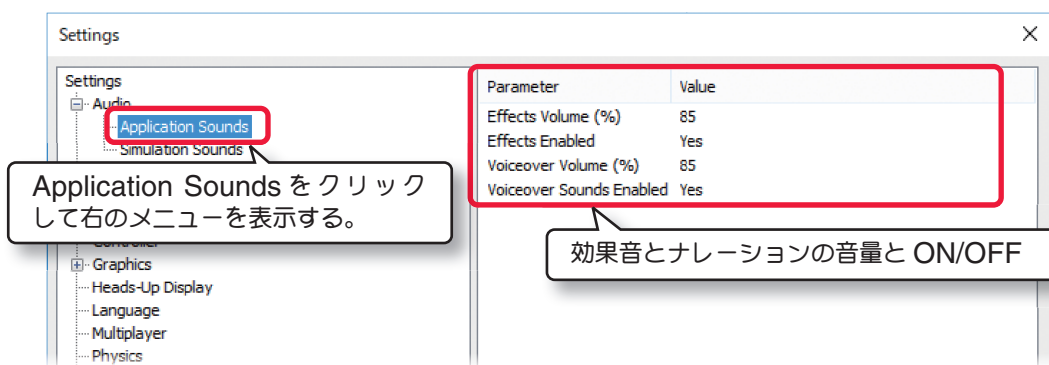 Settings
Settings
Audio
Application Sounds
Simulation Sounds
Application Sounds をクリック
して右のメニューを表示する。
Controller
Graphics
Heads-Up Display
Language
Multiplayer
Physics
Parameter Value
Effects Volume (%) 85
Effects Enabled Yes
Voiceover Volume (%) 85
Voiceover Sounds Enabled Yes
効果音とナレーションの音量と ON/OFF